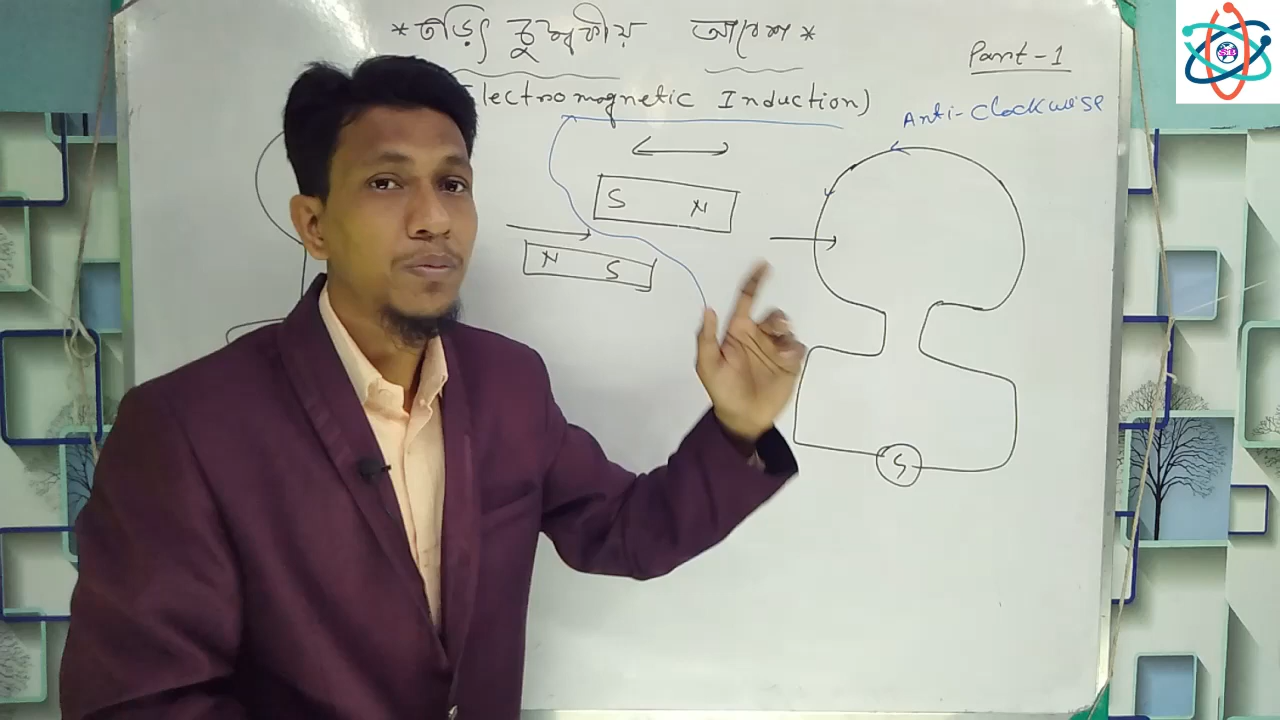 *তড়িৎ চুম্বকীয় আবেশ*
Part-1
Electromagnetic Induction)
Anti-Clockwise
S N
N S
G